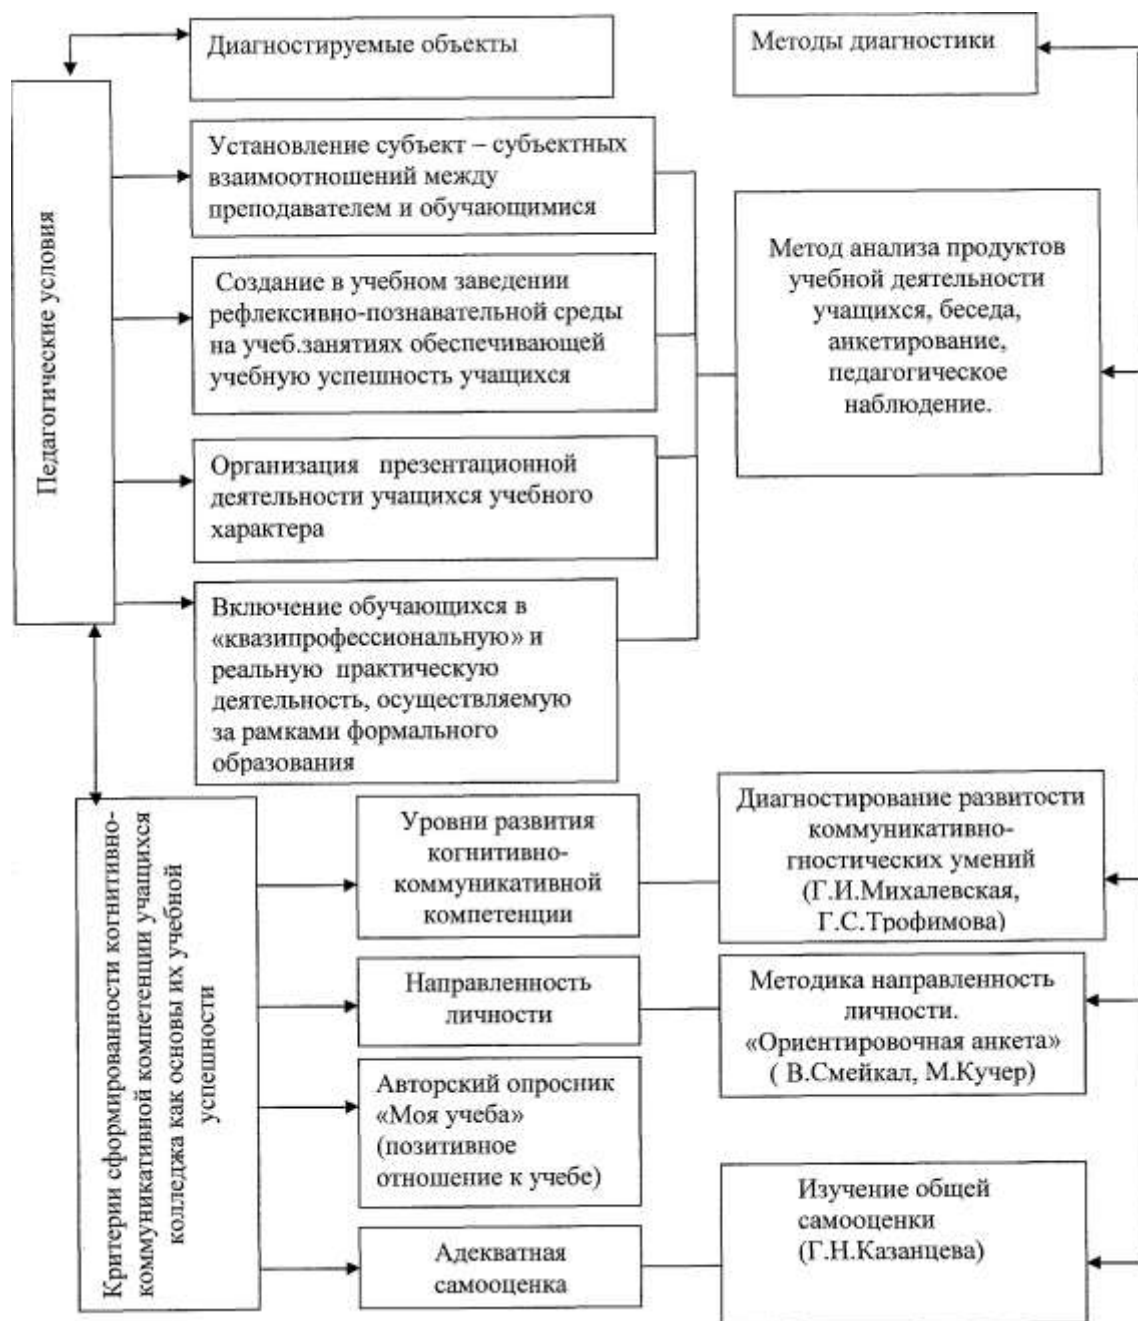 Диагностируемые объекты
Методы диагностики
Педагогические условия
Установление субъект – субъектных
взаимоотношений между
преподавателем и обучающимися
Создание в учебном заведении
рефлексивно-познавательной среды
на учеб.занятиях обеспечивающей
учебную успешность учащихся
Метод анализа продуктов
учебной деятельности
учащихся, беседа,
анкетирование,
педагогическое
наблюдение.
Организация презентационной
деятельности учащихся учебного
характера
Включение обучающихся в
«квазипрофессиональную» и
реальную практическую
деятельность, осуществляемую
за рамками формального
образования
Критерии сформированности когнитивно-
коммуникативной компетенции учащихся
колледжа как основы их учебной
успешности
Уровни развития
когнитивно-
коммуникативной
компетенции
Диагностирование развитости
коммуникативно-
гностических умений
(Г.И.Михалевская,
Г.С.Трофимова)
Направленность
личности
Методика направленность
личности.
«Ориентировочная анкета»
( В.Смейкал, М.Кучер)
Авторский опросник
«Моя учеба»
(позитивное
отношение к учебе)
Адекватная
самооценка
Изучение общей
самооценки
(Г.Н.Казанцева)